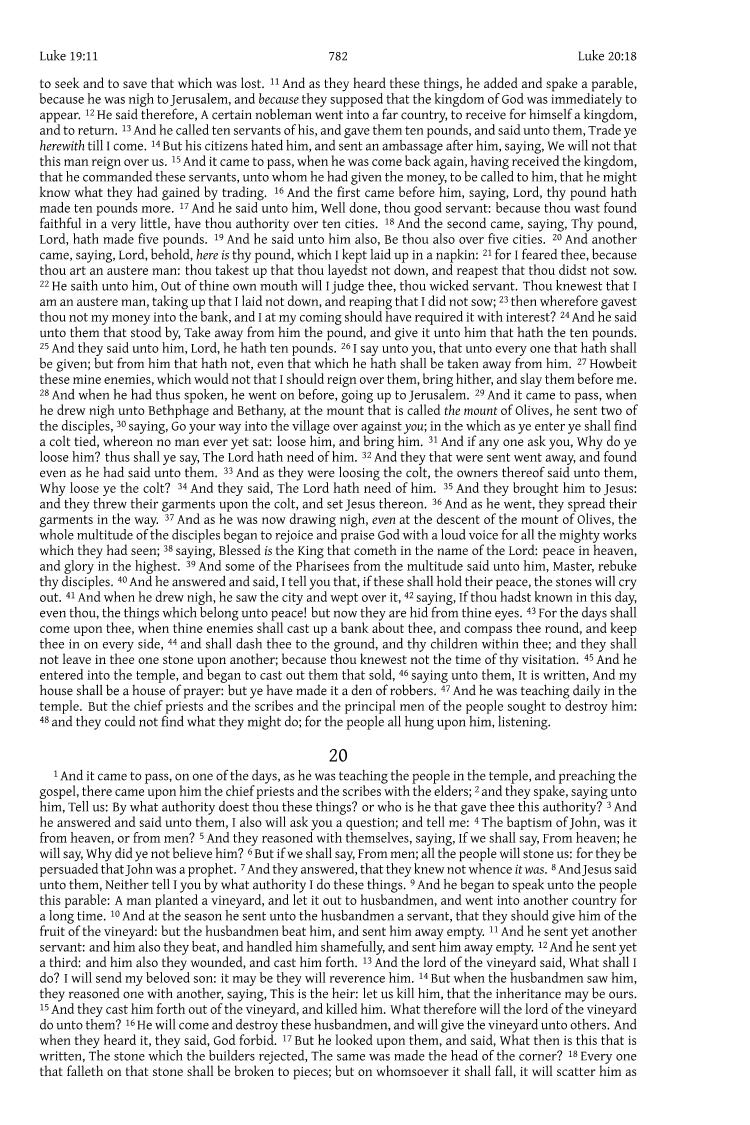 Luke 19:11 782 Luke 20:18
to seek and to save that which was lost. 11 And as they heard these things, he added and spake a parable,
because he was nigh to Jerusalem, and because they supposed that the kingdom of God was immediately to
appear. 12 He said therefore, A certain nobleman went into a far country, to receive for himself a kingdom,
and to return. 13 And he called ten servants of his, and gave them ten pounds, and said unto them, Trade ye
herewith till I come. 14 But his citizens hated him, and sent an ambassage after him, saying, We will not that
this man reign over us. 15 And it came to pass, when he was come back again, having received the kingdom,
that he commanded these servants, unto whom he had given the money, to be called to him, that he might
know what they had gained by trading. 16 And the first came before him, saying, Lord, thy pound hath
made ten pounds more. 17 And he said unto him, Well done, thou good servant: because thou wast found
faithful in a very little, have thou authority over ten cities. 18 And the second came, saying, Thy pound,
Lord, hath made five pounds. 19 And he said unto him also, Be thou also over five cities. 20 And another
came, saying, Lord, behold, here is thy pound, which I kept laid up in a napkin: 21 for I feared thee, because
thou art an austere man: thou takest up that thou layedst not down, and reapest that thou didst not sow.
22 He saith unto him, Out of thine own mouth will I judge thee, thou wicked servant. Thou knewest that I
am an austere man, taking up that I laid not down, and reaping that I did not sow; 23 then wherefore gavest
thou not my money into the bank, and I at my coming should have required it with interest? 24 And he said
unto them that stood by, Take away from him the pound, and give it unto him that hath the ten pounds.
25 And they said unto him, Lord, he hath ten pounds. 26 I say unto you, that unto every one that hath shall
be given; but from him that hath not, even that which he hath shall be taken away from him. 27 Howbeit
these mine enemies, which would not that I should reign over them, bring hither, and slay them before me.
28 And when he had thus spoken, he went on before, going up to Jerusalem. 29 And it came to pass, when
he drew nigh unto Bethphage and Bethany, at the mount that is called the mount of Olives, he sent two of
the disciples, 30 saying, Go your way into the village over against you; in the which as ye enter ye shall find
a colt tied, whereon no man ever yet sat: loose him, and bring him. 31 And if any one ask you, Why do ye
loose him? thus shall ye say, The Lord hath need of him. 32 And they that were sent went away, and found
even as he had said unto them. 33 And as they were loosing the colt, the owners thereof said unto them,
Why loose ye the colt? 34 And they said, The Lord hath need of him. 35 And they brought him to Jesus:
and they threw their garments upon the colt, and set Jesus thereon. 36 And as he went, they spread their
garments in the way. 37 And as he was now drawing nigh, even at the descent of the mount of Olives, the
whole multitude of the disciples began to rejoice and praise God with a loud voice for all the mighty works
which they had seen; 38 saying, Blessed is the King that cometh in the name of the Lord: peace in heaven,
and glory in the highest. 39 And some of the Pharisees from the multitude said unto him, Master, rebuke
thy disciples. 40 And he answered and said, I tell you that, if these shall hold their peace, the stones will cry
out. 41 And when he drew nigh, he saw the city and wept over it, 42 saying, If thou hadst known in this day,
even thou, the things which belong unto peace! but now they are hid from thine eyes. 43 For the days shall
come upon thee, when thine enemies shall cast up a bank about thee, and compass thee round, and keep
thee in on every side, 44 and shall dash thee to the ground, and thy children within thee; and they shall
not leave in thee one stone upon another; because thou knewest not the time of thy visitation. 45 And he
entered into the temple, and began to cast out them that sold, 46 saying unto them, It is written, And my
house shall be a house of prayer: but ye have made it a den of robbers. 47 And he was teaching daily in the
temple. But the chief priests and the scribes and the principal men of the people sought to destroy him:
48 and they could not find what they might do; for the people all hung upon him, listening.
20
1 And it came to pass, on one of the days, as he was teaching the people in the temple, and preaching the
gospel, there came upon him the chief priests and the scribes with the elders; 2 and they spake, saying unto
him, Tell us: By what authority doest thou these things? or who is he that gave thee this authority? 3 And
he answered and said unto them, I also will ask you a question; and tell me: 4 The baptism of John, was it
from heaven, or from men? 5 And they reasoned with themselves, saying, If we shall say, From heaven; he
will say, Why did ye not believe him? 6 But if we shall say, From men; all the people will stone us: for they be
persuaded that John was a prophet. 7 And they answered, that they knew not whence it was. 8 And Jesus said
unto them, Neither tell I you by what authority I do these things. 9 And he began to speak unto the people
this parable: A man planted a vineyard, and let it out to husbandmen, and went into another country for
a long time. 10 And at the season he sent unto the husbandmen a servant, that they should give him of the
fruit of the vineyard: but the husbandmen beat him, and sent him away empty. 11 And he sent yet another
servant: and him also they beat, and handled him shamefully, and sent him away empty. 12 And he sent yet
a third: and him also they wounded, and cast him forth. 13 And the lord of the vineyard said, What shall I
do? I will send my beloved son: it may be they will reverence him. 14 But when the husbandmen saw him,
they reasoned one with another, saying, This is the heir: let us kill him, that the inheritance may be ours.
15 And they cast him forth out of the vineyard, and killed him. What therefore will the lord of the vineyard
do unto them? 16 He will come and destroy these husbandmen, and will give the vineyard unto others. And
when they heard it, they said, God forbid. 17 But he looked upon them, and said, What then is this that is
written, The stone which the builders rejected, The same was made the head of the corner? 18 Every one
that falleth on that stone shall be broken to pieces; but on whomsoever it shall fall, it will scatter him as